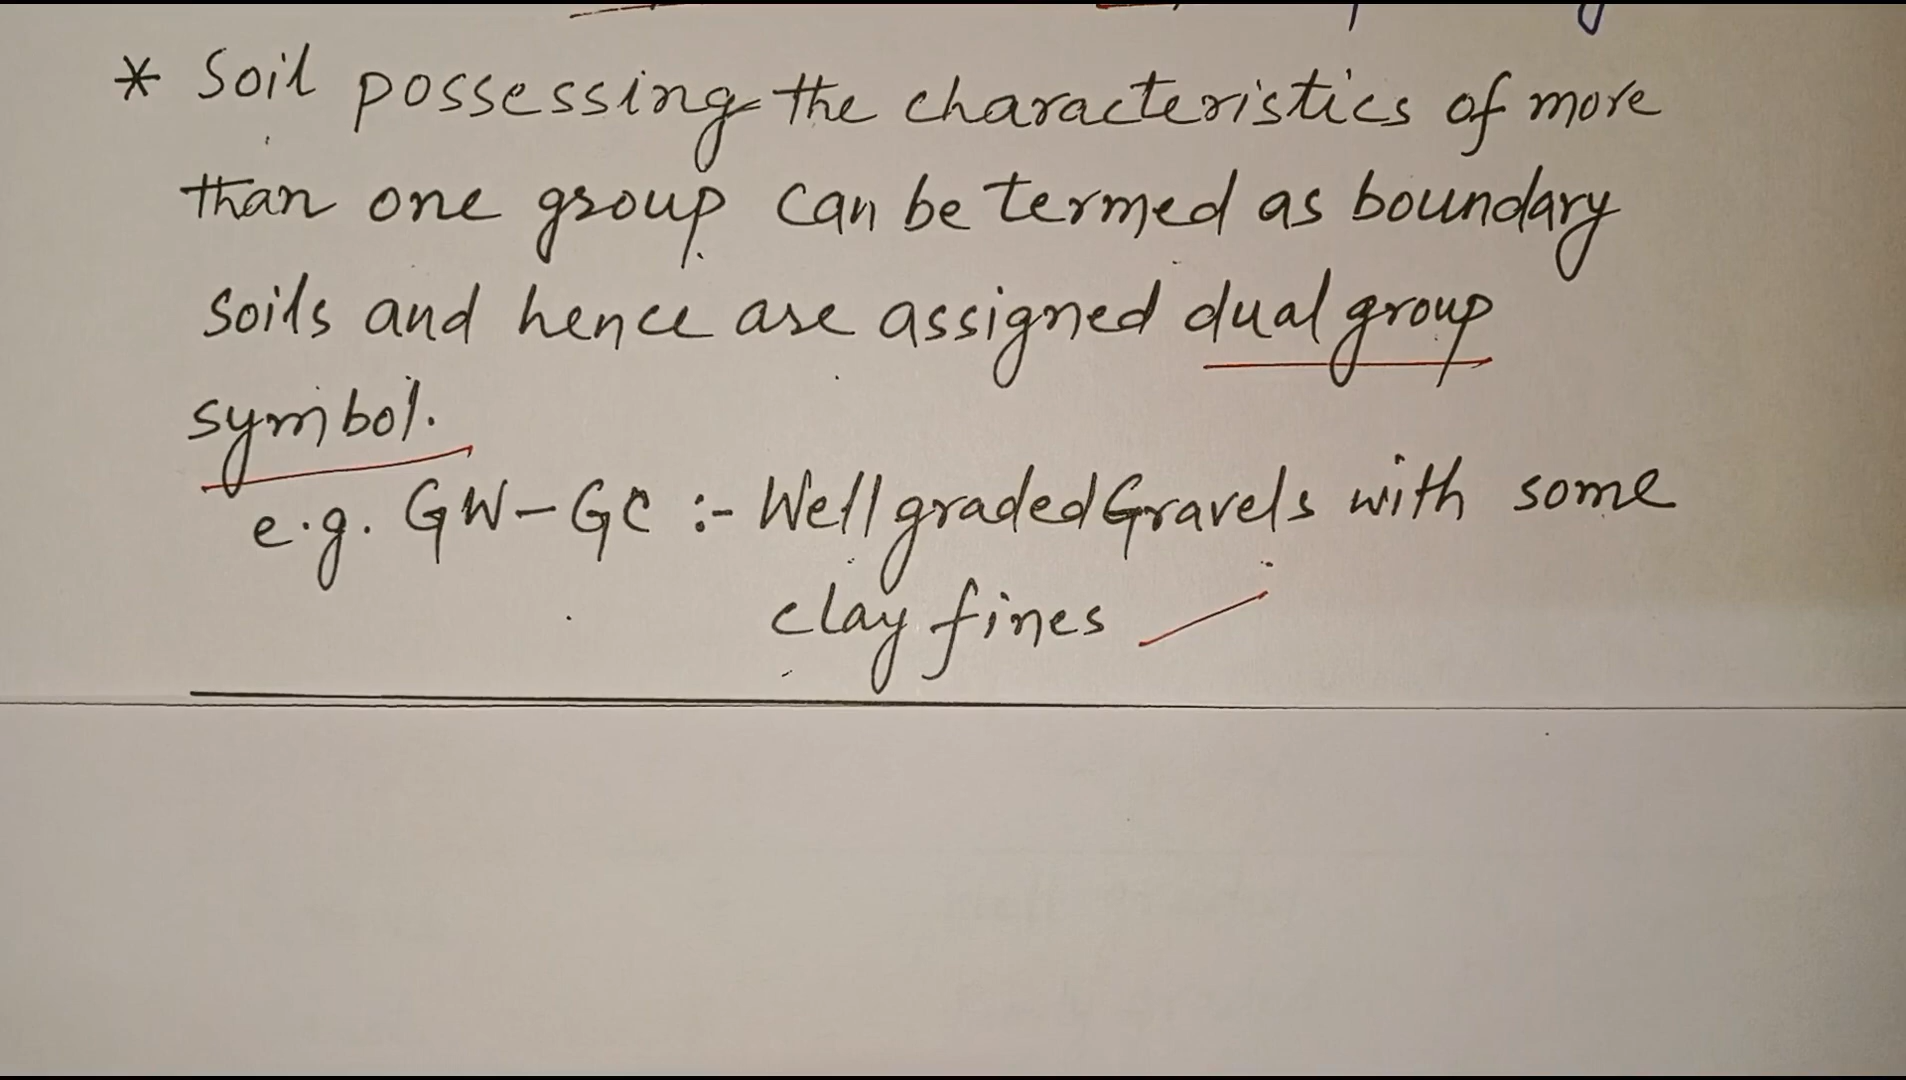 * Soil possessing the characteristics of more
than one group can be termed as boundary
soils and hence are assigned dual group
symbol.
e.g. GW-GC :- Well graded Gravels with some
clay fines